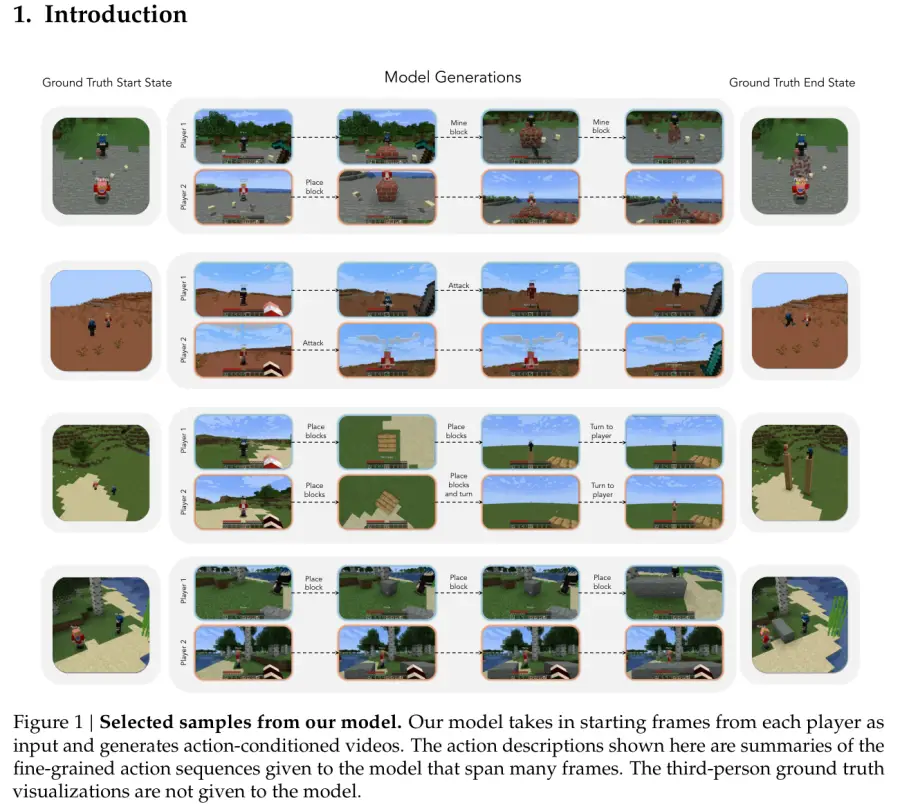 1. Introduction
Ground Truth Start State
Model Generations
Ground Truth End State
Player 1
Mine
block
Mine
block
Player 2
Place
block
Player 1
Attack
Player 2
Attack
Player 1
Place
blocks
Place
blocks
Turn to
player
Player 2
Place
blocks
Place
blocks
and turn
Turn to
player
Player 1
Place
block
Place
block
Place
block
Player 2
Figure 1 | Selected samples from our model. Our model takes in starting frames from each player as
input and generates action-conditioned videos. The action descriptions shown here are summaries of the
fine-grained action sequences given to the model that span many frames. The third-person ground truth
visualizations are not given to the model.